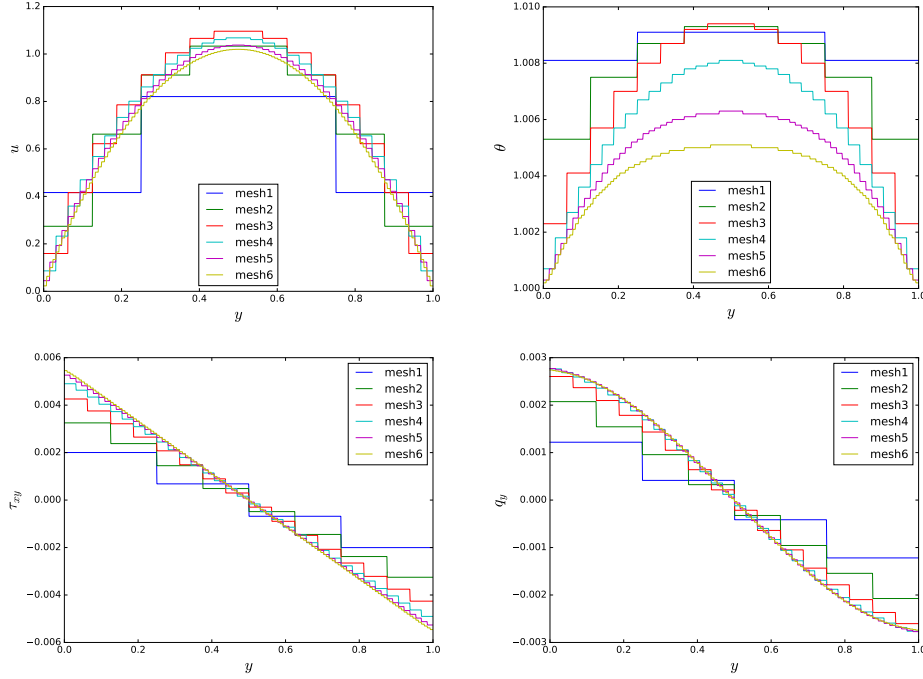 1.2
1.0
0.8
0.6
0.4
0.2
0.0
u
0.0 0.2 0.4 0.6 0.8 1.0
y
mesh1
mesh2
mesh3
mesh4
mesh5
mesh6
1.010
1.008
1.006
1.004
1.002
1.000
θ
0.0 0.2 0.4 0.6 0.8 1.0
y
mesh1
mesh2
mesh3
mesh4
mesh5
mesh6
0.006
0.004
0.002
0.000
−0.002
−0.004
−0.006
τxy
0.0 0.2 0.4 0.6 0.8 1.0
y
mesh1
mesh2
mesh3
mesh4
mesh5
mesh6
0.003
0.002
0.001
0.000
−0.001
−0.002
−0.003
qy
0.0 0.2 0.4 0.6 0.8 1.0
y
mesh1
mesh2
mesh3
mesh4
mesh5
mesh6